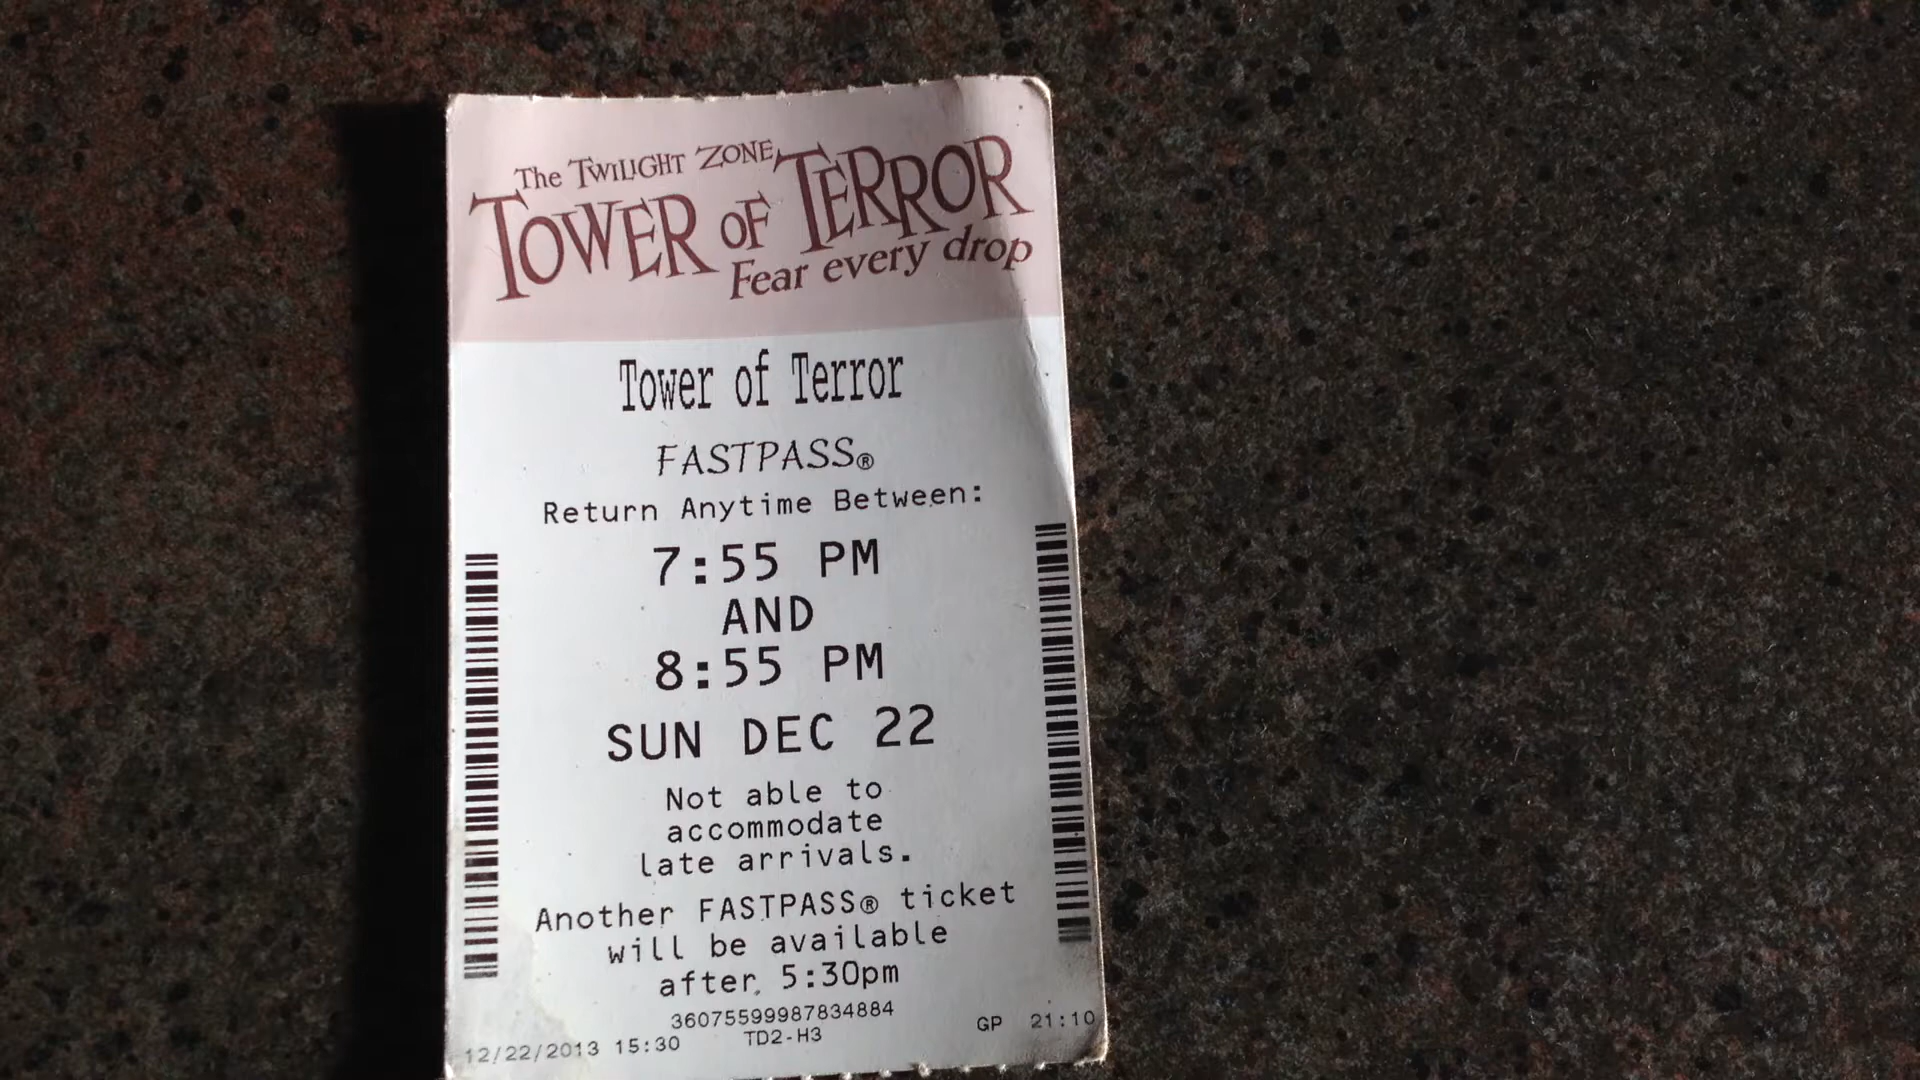 The TWILIGHT ZONE
TOWER OF TERROR
Fear every drop
Tower of Terror
FASTPASS®
Return Anytime Between:
7:55 PM
AND
8:55 PM
SUN DEC 22
Not able to
accommodate
late arrivals.
Another FASTPASS® ticket
will be available
after 5:30pm
36075599987834884
12/22/2013 15:30 TD2-H3 GP 21:10